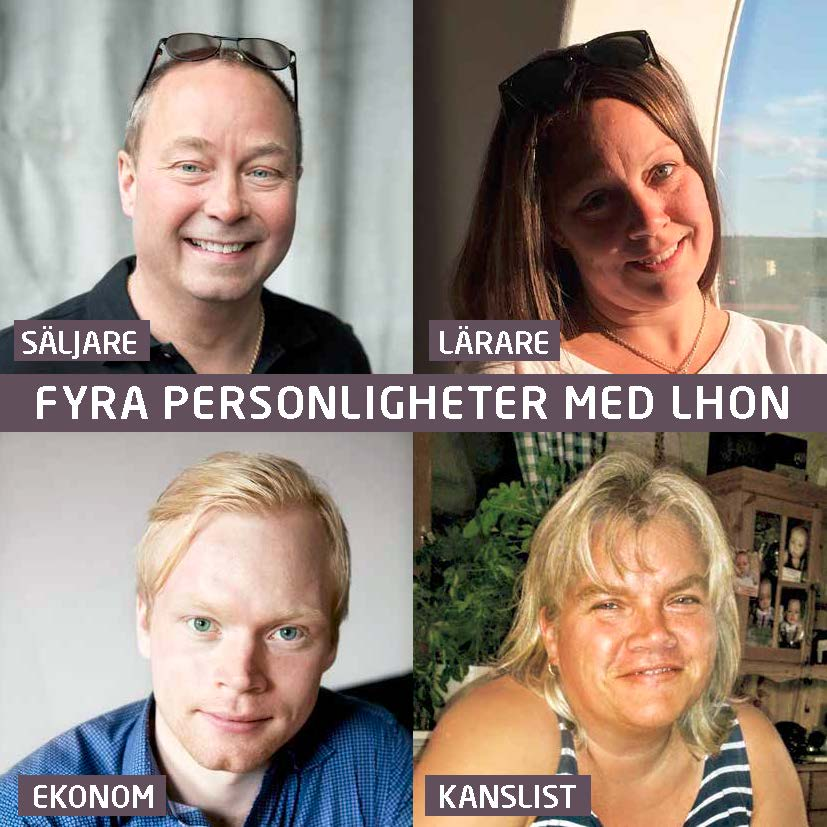 SÄLJARE
LÄRARE
FYRA PERSONLIGHETER MED LHON
EKONOM
KANSLIST